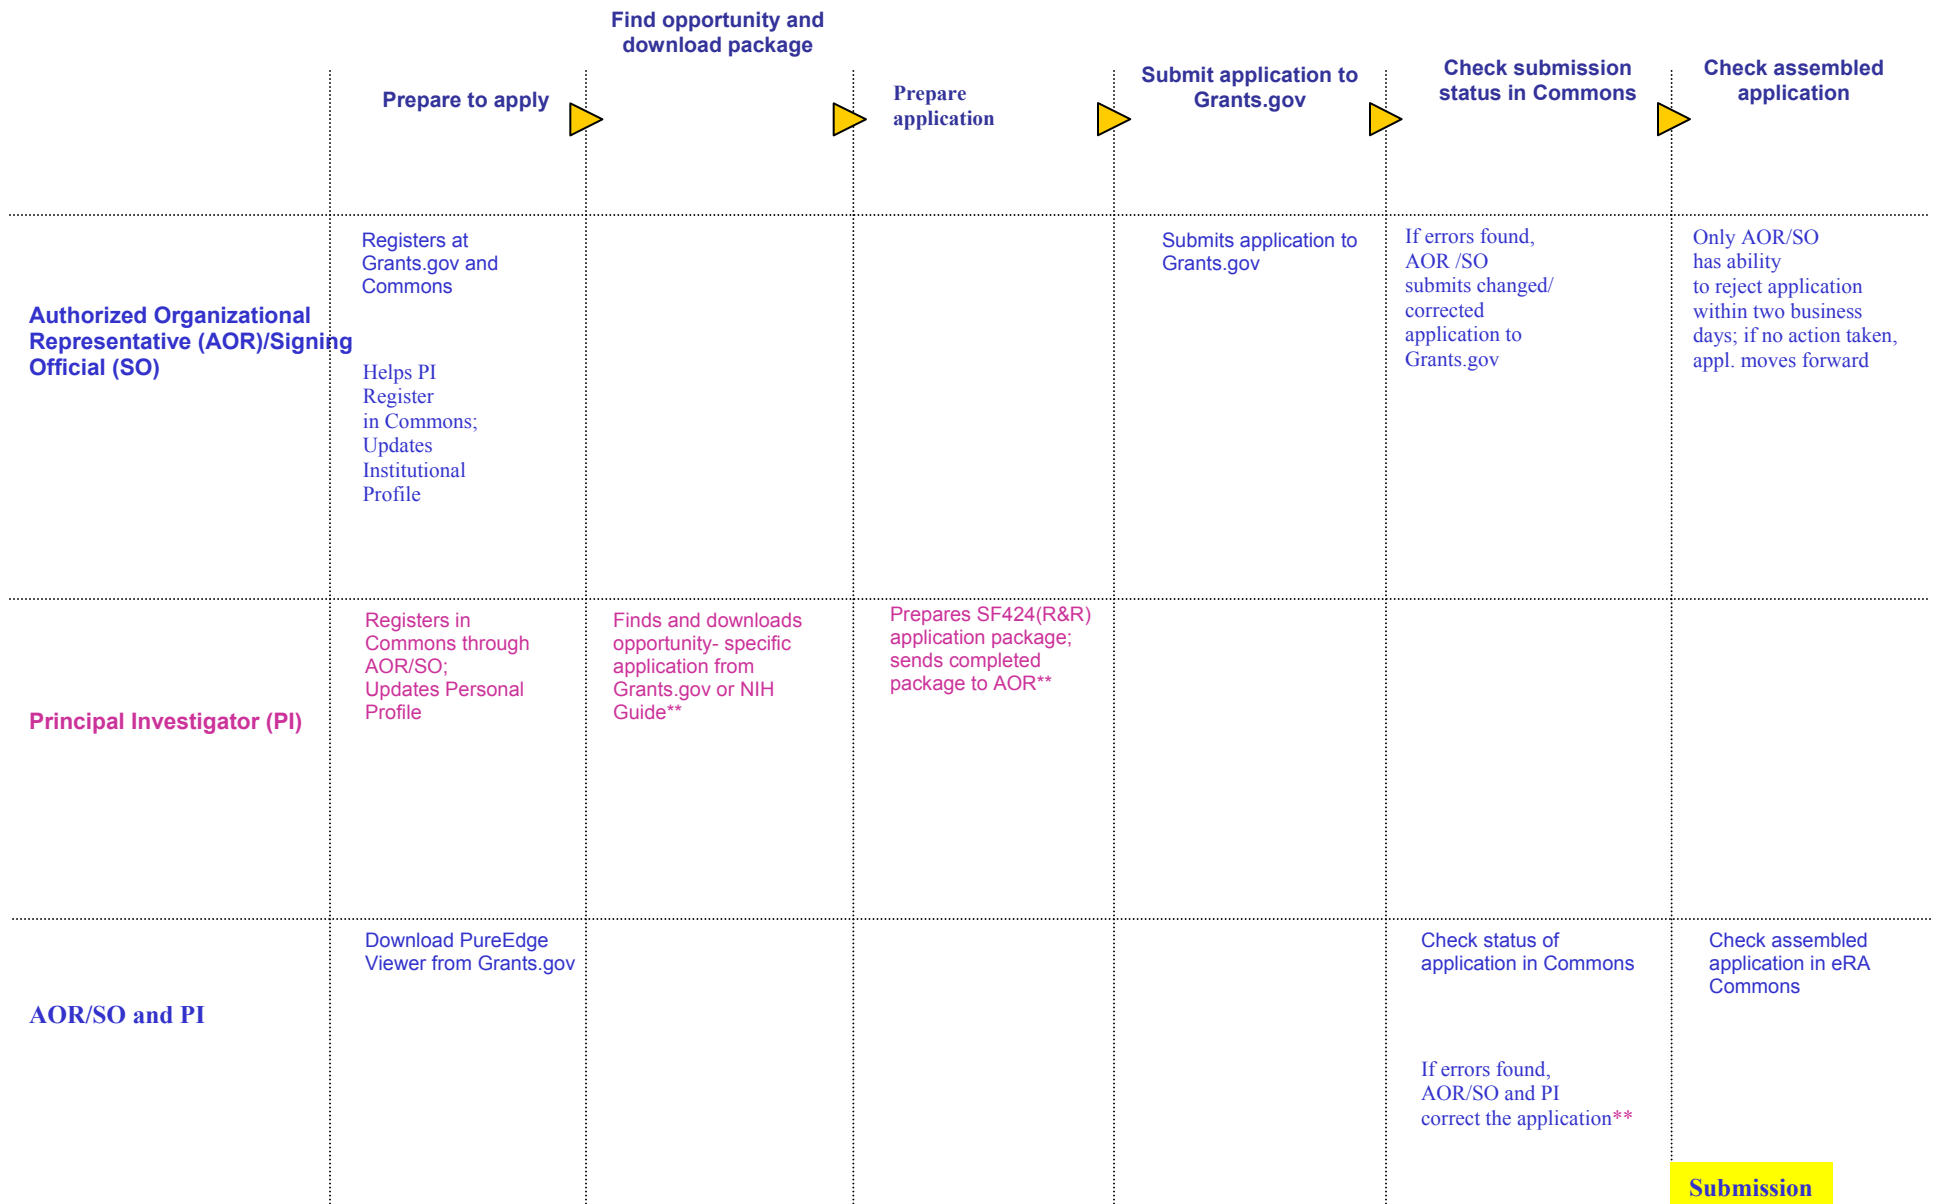 Find opportunity and
download package
Prepare to apply
Prepare
application
Submit application to
Grants.gov
Check submission
status in Commons
Check assembled
application
Authorized Organizational
Representative (AOR)/Signing
Official (SO)
Registers at
Grants.gov and
Commons
Helps PI
Register
in Commons;
Updates
Institutional
Profile
Submits application to
Grants.gov
If errors found,
AOR /SO
submits changed/
corrected
application to
Grants.gov
Only AOR/SO
has ability
to reject application
within two business
days; if no action taken,
appl. moves forward
Principal Investigator (PI)
Registers in
Commons through
AOR/SO;
Updates Personal
Profile
Finds and downloads
opportunity- specific
application from
Grants.gov or NIH
Guide**
Prepares SF424(R&R)
application package;
sends completed
package to AOR**
AOR/SO and PI
Download PureEdge
Viewer from Grants.gov
Check status of
application in Commons
If errors found,
AOR/SO and PI
correct the application**
Check assembled
application in eRA
Commons
Submission